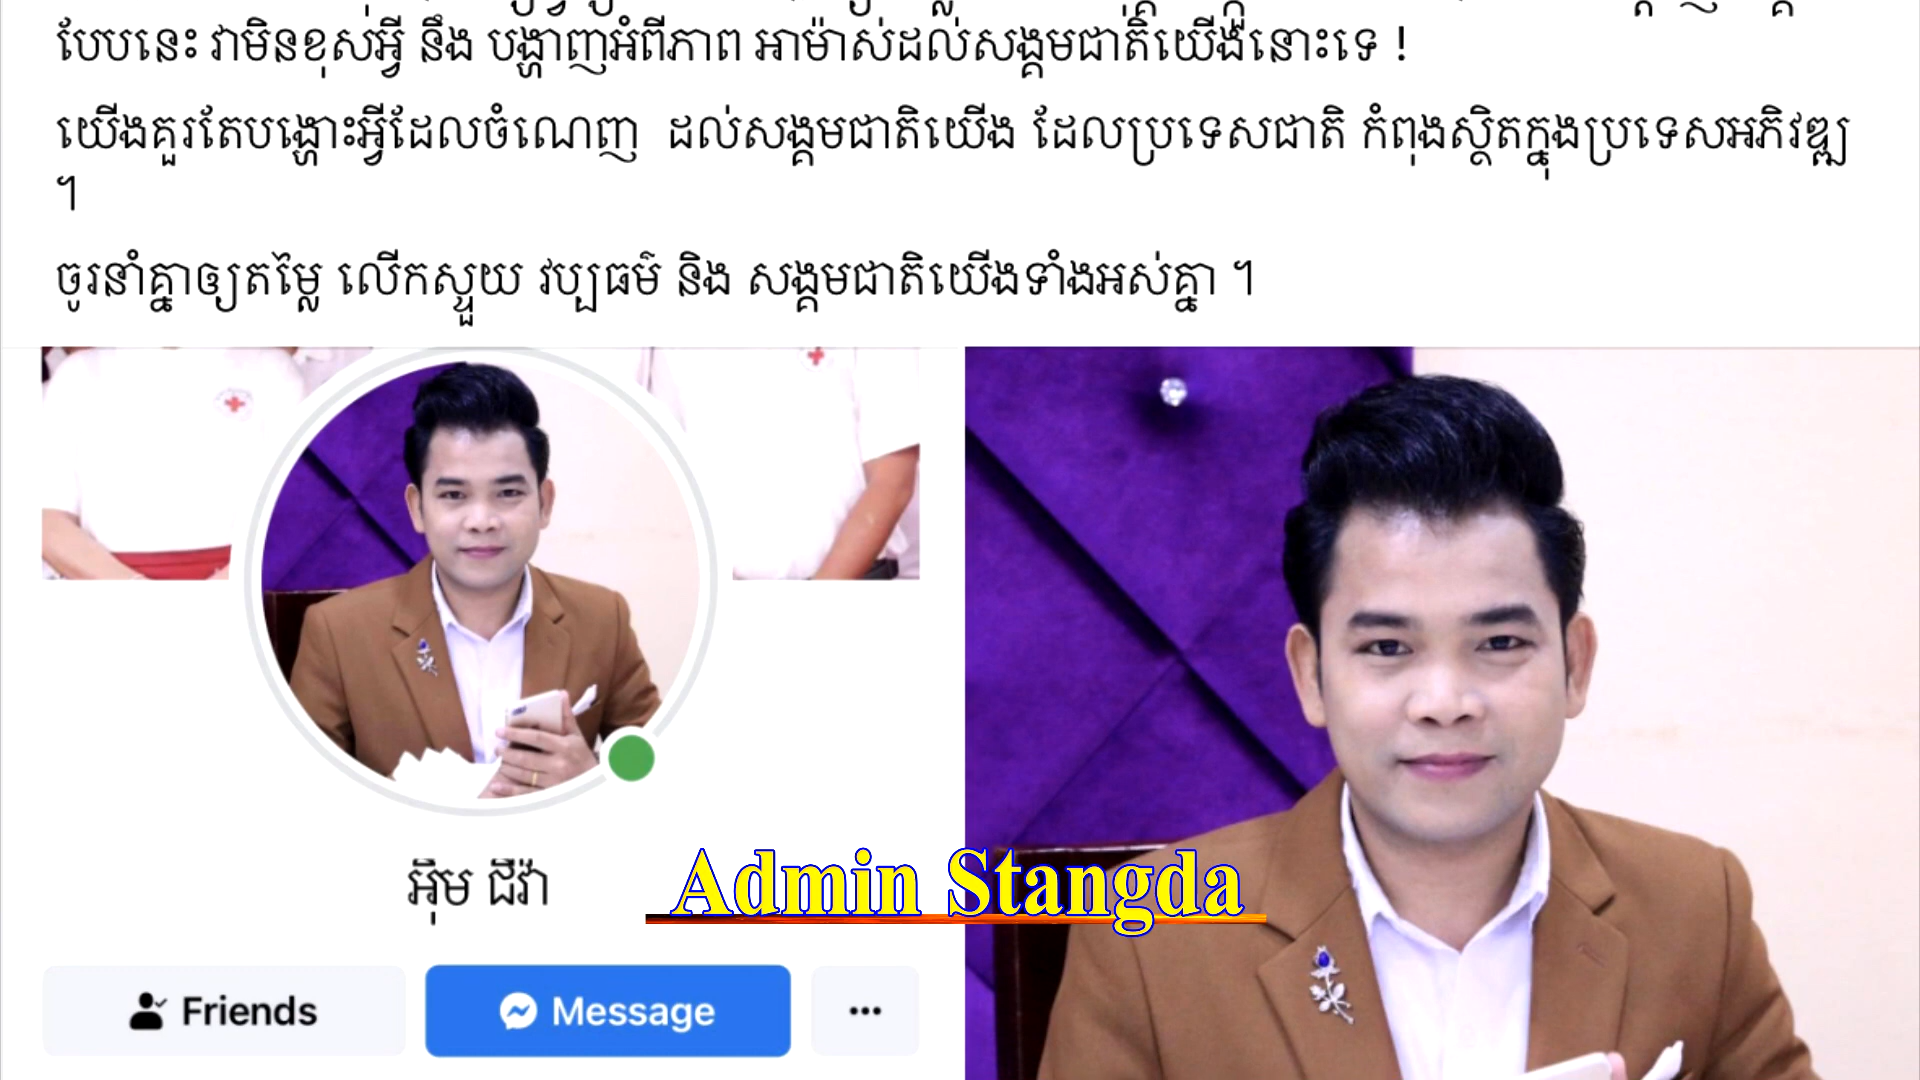 បែបនេះ វាមិនខុសអ្វី នឹង បង្ហាញអំពីភាព អាម៉ាស់ដល់សង្គមជាតិយើងនោះទេ !
យើងគួរតែបង្ហោះអ្វីដែលចំណេញ ដល់សង្គមជាតិយើង ដែលប្រទេសជាតិ កំពុងស្ថិតក្នុងប្រទេសអភិវឌ្ឍ
។
ចូរនាំគ្នាឲ្យតម្លៃ លើកស្ទួយ វប្បធម៌ និង សង្គមជាតិយើងទាំងអស់គ្នា ។
អ៊ឹម ជីវ៉ា
Admin Stangda
Friends
Message